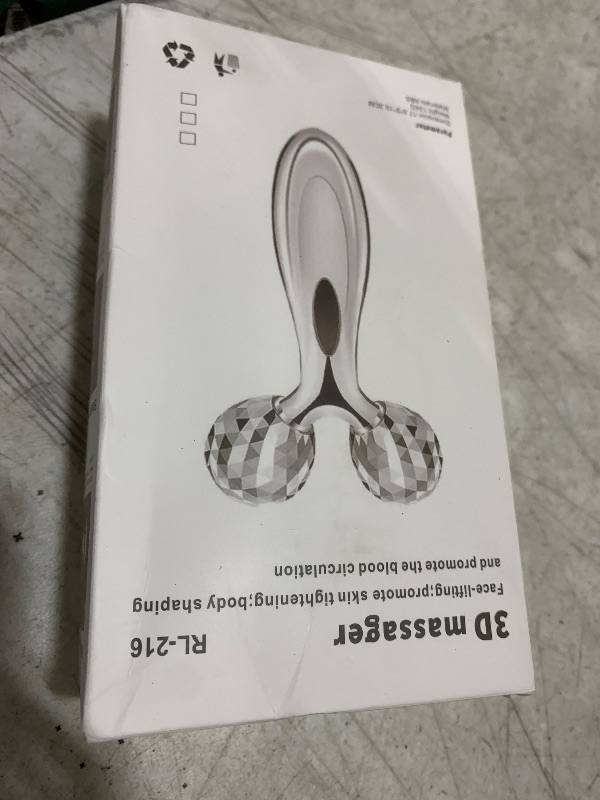 3D massager
RL-216
Face-lifting;promote skin tightening;body shaping
and promote the blood circulation
Parameter